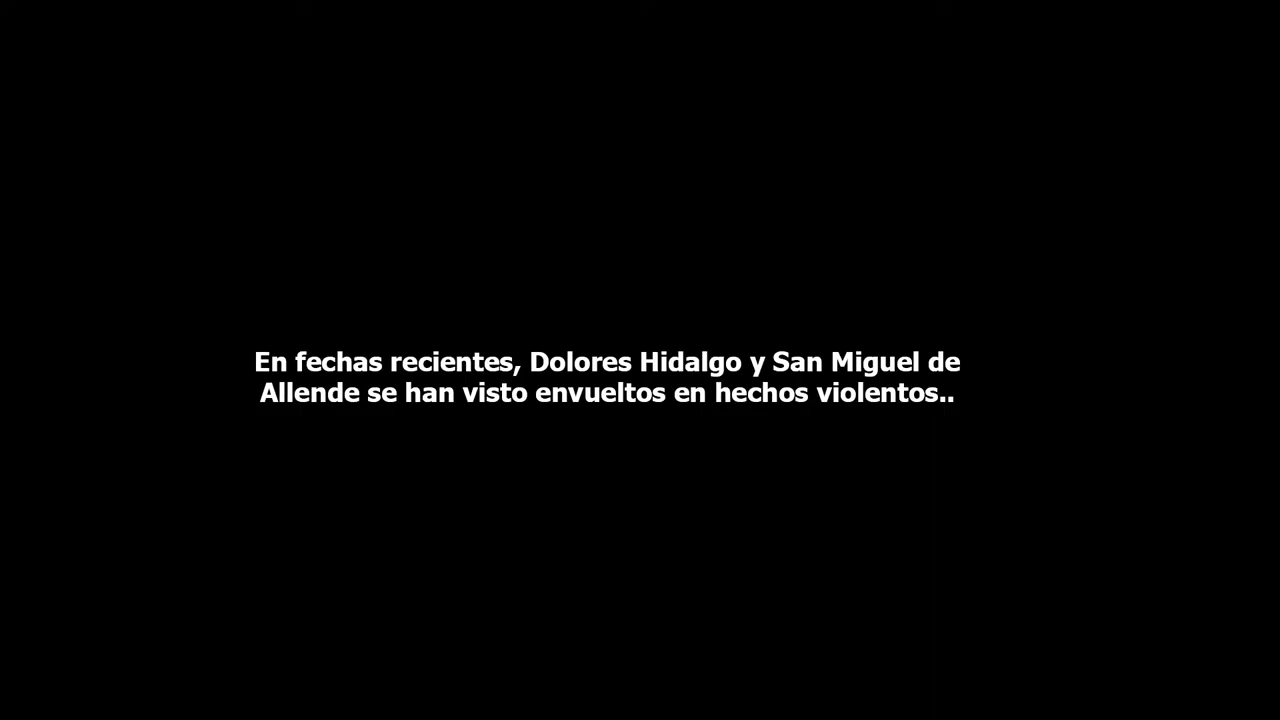 En fechas recientes, Dolores Hidalgo y San Miguel de
Allende se han visto envueltos en hechos violentos..